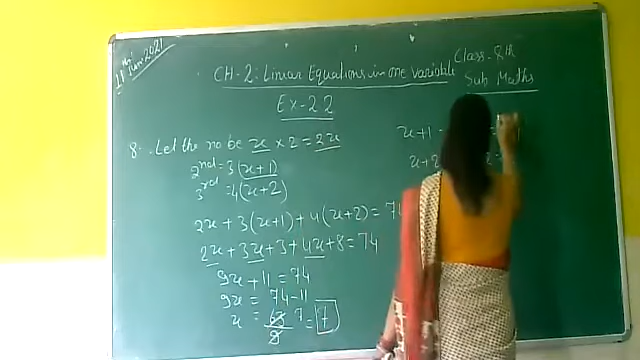 11 Jun 2021
Class-8th
CH-2: Linear Equations in one variable
Sub Maths
Ex-2.2
8. Let the no be x × 2 = 2x
2nd = 3(x+1)
3rd = 4(x+2)
2x + 3(x+1) + 4(x+2) = 74
2x + 3x + 3 + 4x + 8 = 74
9x + 11 = 74
9x = 74-11
x = 63/9 7 = 7
x+1
x+2